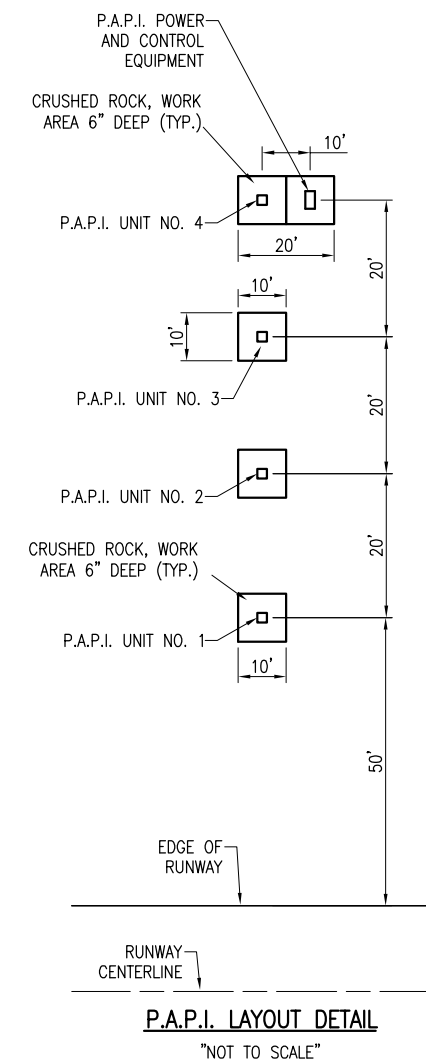 P.A.P.I. POWER
AND CONTROL
EQUIPMENT
CRUSHED ROCK, WORK
AREA 6" DEEP (TYP.)
10'
P.A.P.I. UNIT NO. 4
20'
20'
10'
10'
P.A.P.I. UNIT NO. 3
20'
P.A.P.I. UNIT NO. 2
CRUSHED ROCK, WORK
AREA 6" DEEP (TYP.)
20'
P.A.P.I. UNIT NO. 1
10'
50'
EDGE OF
RUNWAY
RUNWAY
CENTERLINE
P.A.P.I. LAYOUT DETAIL
"NOT TO SCALE"